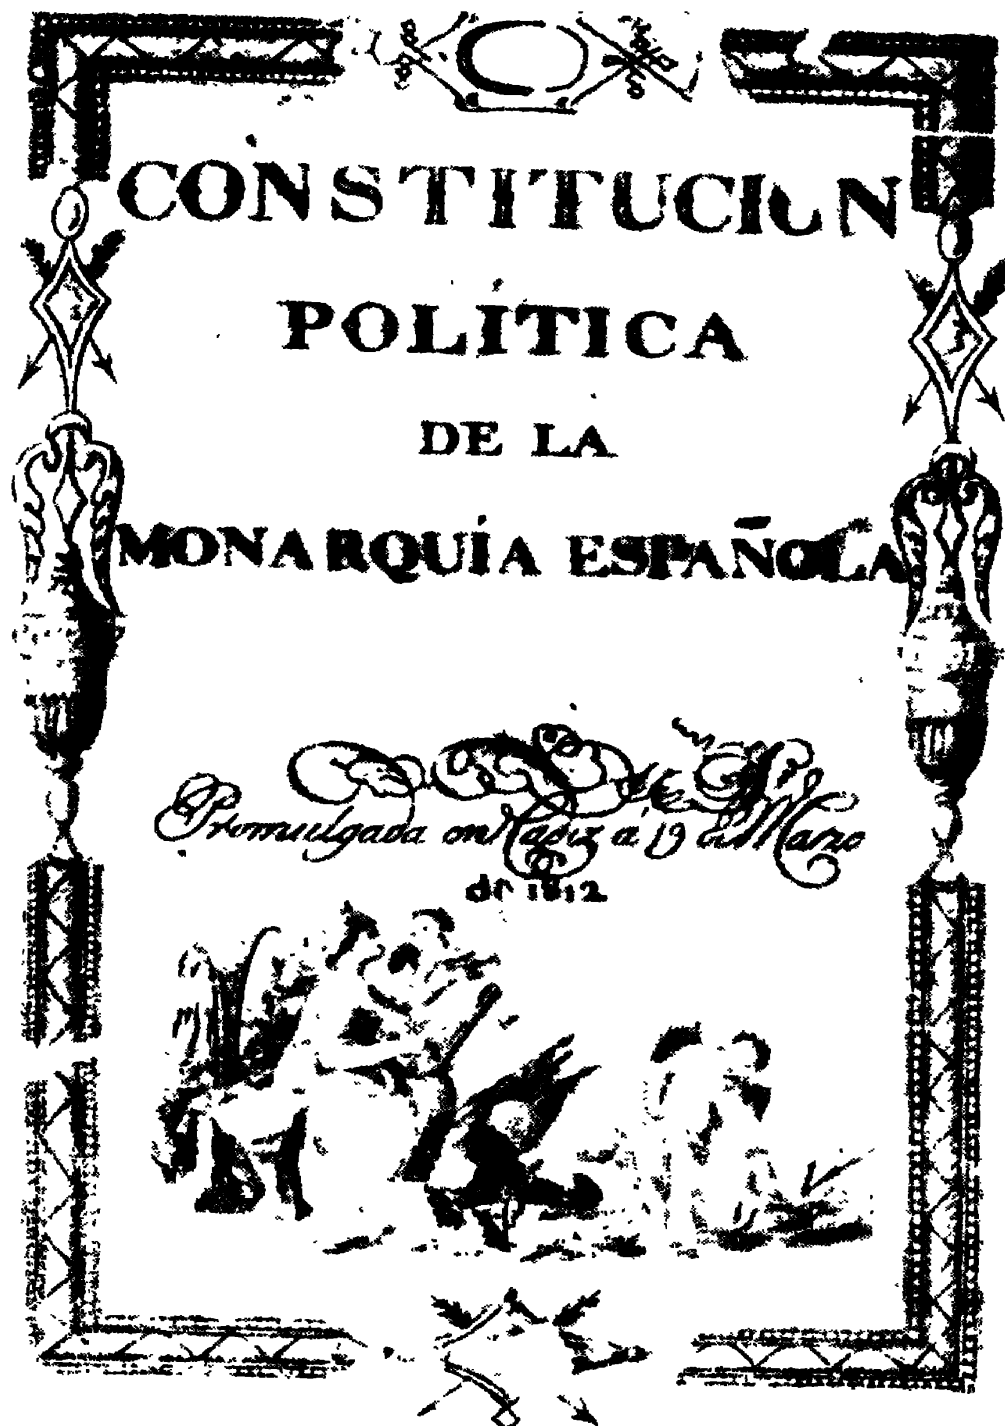 CONSTITUCION
POLÍTICA
DE LA
MONARQUÍA ESPAÑOLA
Promulgada en Cadiz á 19 de Marzo
de 1812